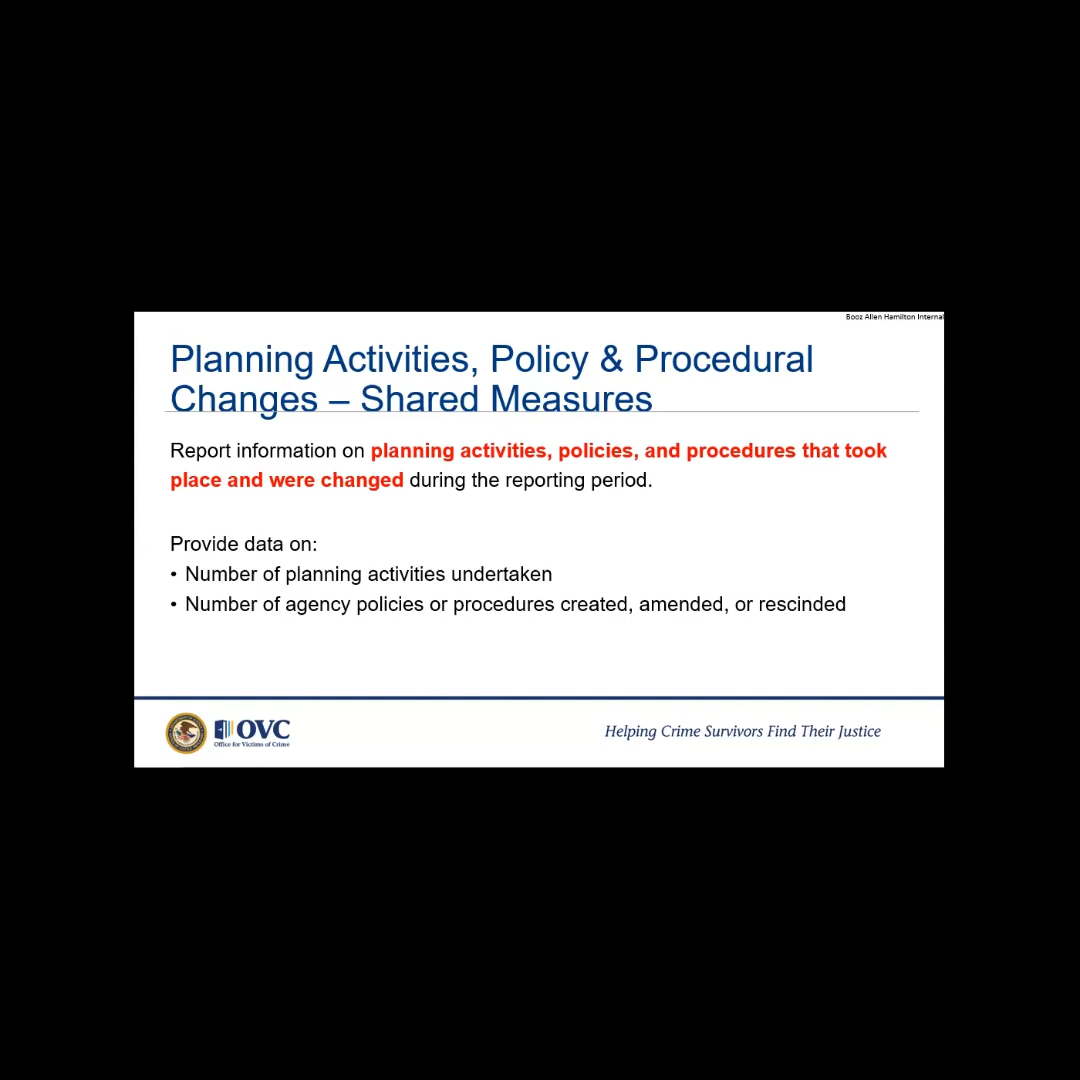 Booz Allen Hamilton Internal
Planning Activities, Policy & Procedural
Changes – Shared Measures
Report information on planning activities, policies, and procedures that took
place and were changed during the reporting period.
Provide data on:
• Number of planning activities undertaken
• Number of agency policies or procedures created, amended, or rescinded
OVC
Office for Victims of Crime
Helping Crime Survivors Find Their Justice